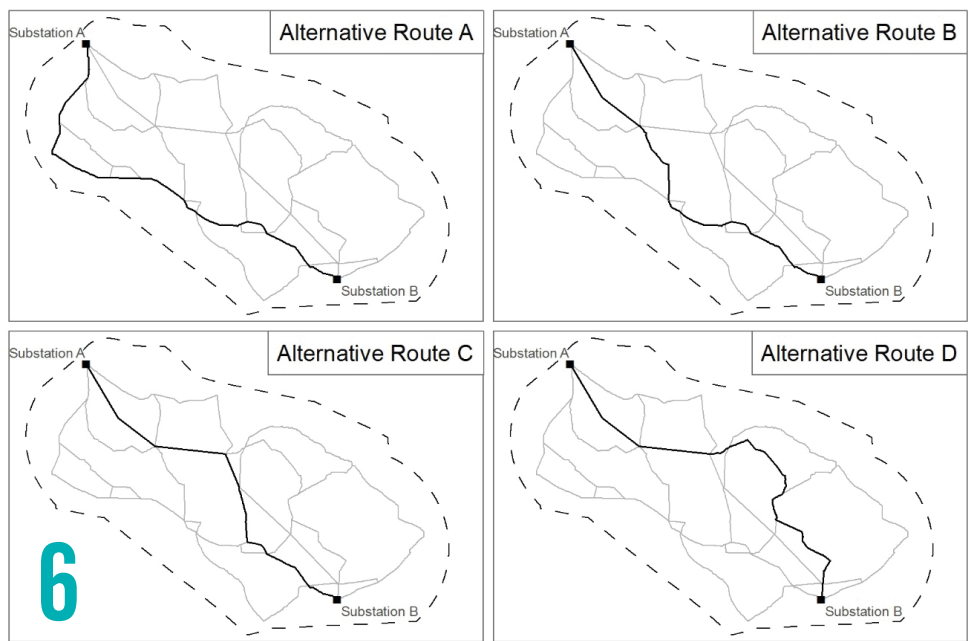 Substation A
Alternative Route A
Substation B
Substation A
Alternative Route B
Substation B
Substation A
Alternative Route C
Substation B
Substation A
Alternative Route D
Substation B
6